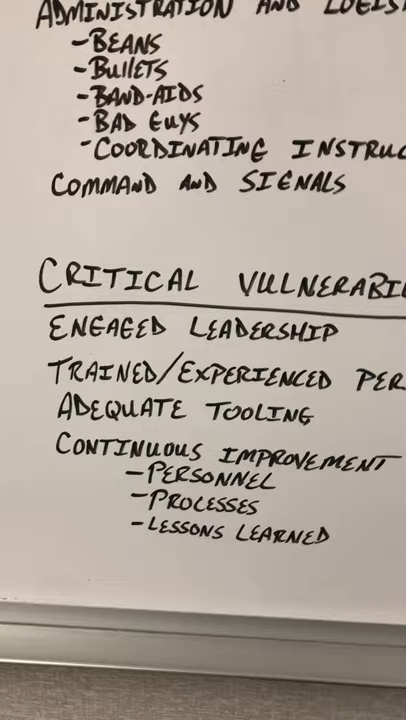 ADMINISTRATION AND LOGIS
- BEANS
- BULLETS
- BAND-AIDS
- BAD GUYS
- COORDINATING INSTRUC
COMMAND AND SIGNALS
CRITICAL VULNERABI
ENGAGED LEADERSHIP
TRAINED/EXPERIENCED PER
ADEQUATE TOOLING
CONTINUOUS IMPROVEMENT
- PERSONNEL
- PROCESSES
- LESSONS LEARNED